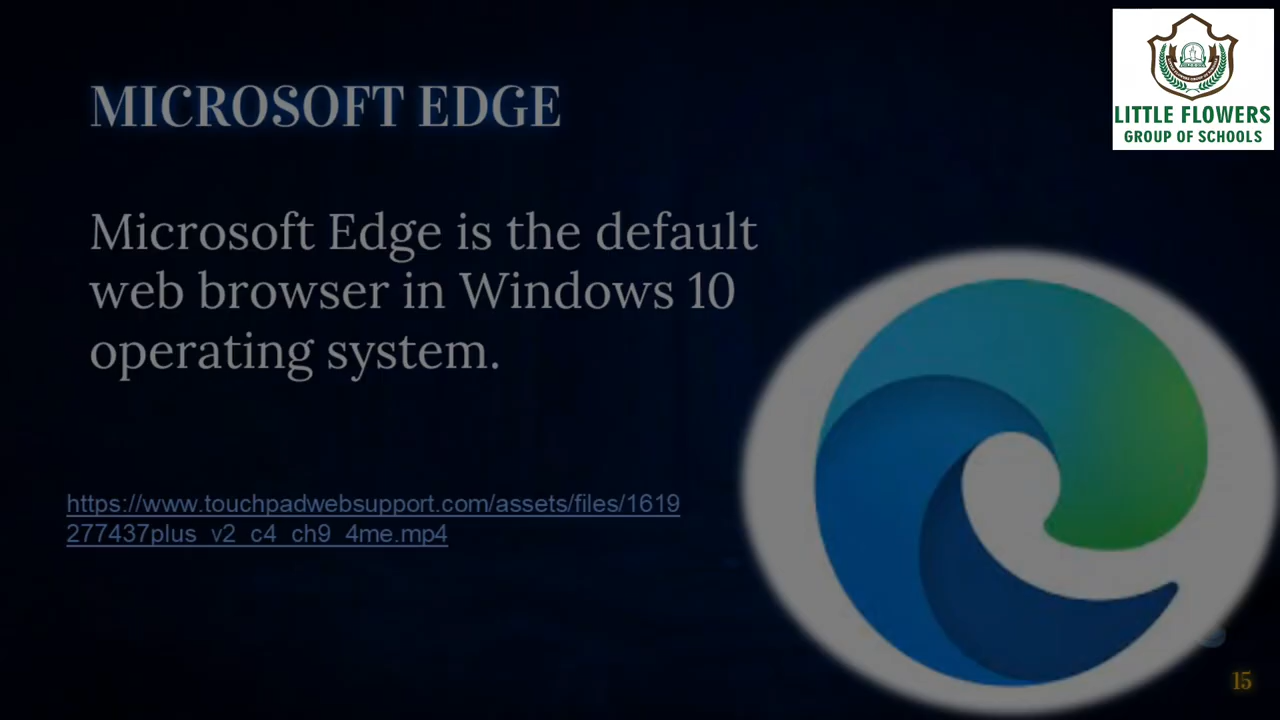 LITTLE FLOWERS
GROUP OF SCHOOLS
MICROSOFT EDGE
Microsoft Edge is the default
web browser in Windows 10
operating system.
https://www.touchpadwebsupport.com/assets/files/1619
277437plus_v2_c4_ch9_4me.mp4
15